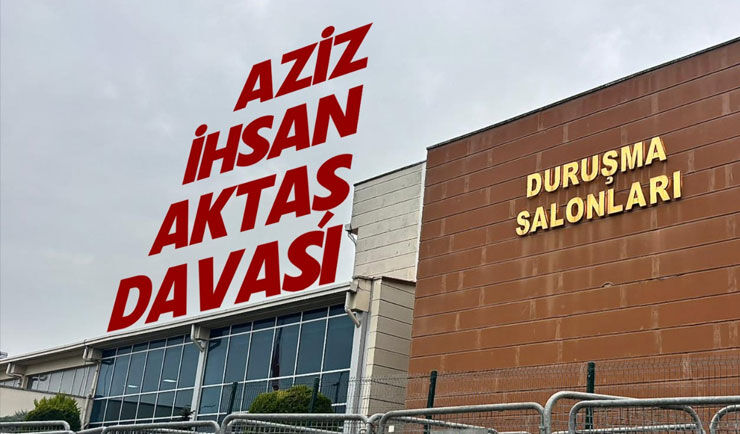 AZİZ
İHSAN
AKTAŞ
DAVASİ
DURUŞMA
SALONLARI